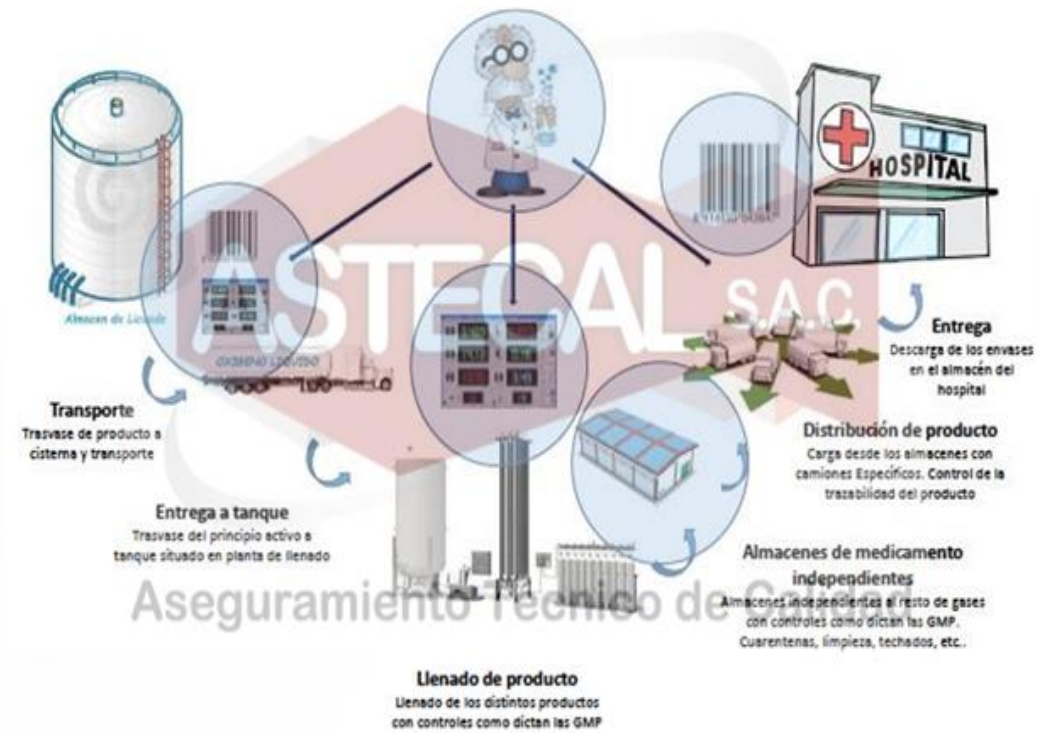 HOSPITAL
ASTECAL S.A.C.
Almacen de Licuado
OXIGENO LIQUIDO
Entrega
Descarga de los envases
en el almacén del
hospital
Transporte
Trasvase de producto a
cisterna y transporte
Distribución de producto
Carga desde los almacenes con
camiones Específicos. Control de la
trazabilidad del producto
Entrega a tanque
Trasvase del principio activo a
tanque situado en planta de llenado
Almacenes de medicamento
independientes
Almacenes independientes al resto de gases
con controles como dictan las GMP.
Cuarentenas, limpieza, techados, etc..
Aseguramiento Técnico de Calidad
Llenado de producto
Llenado de los distintos productos
con controles como dictan las GMP